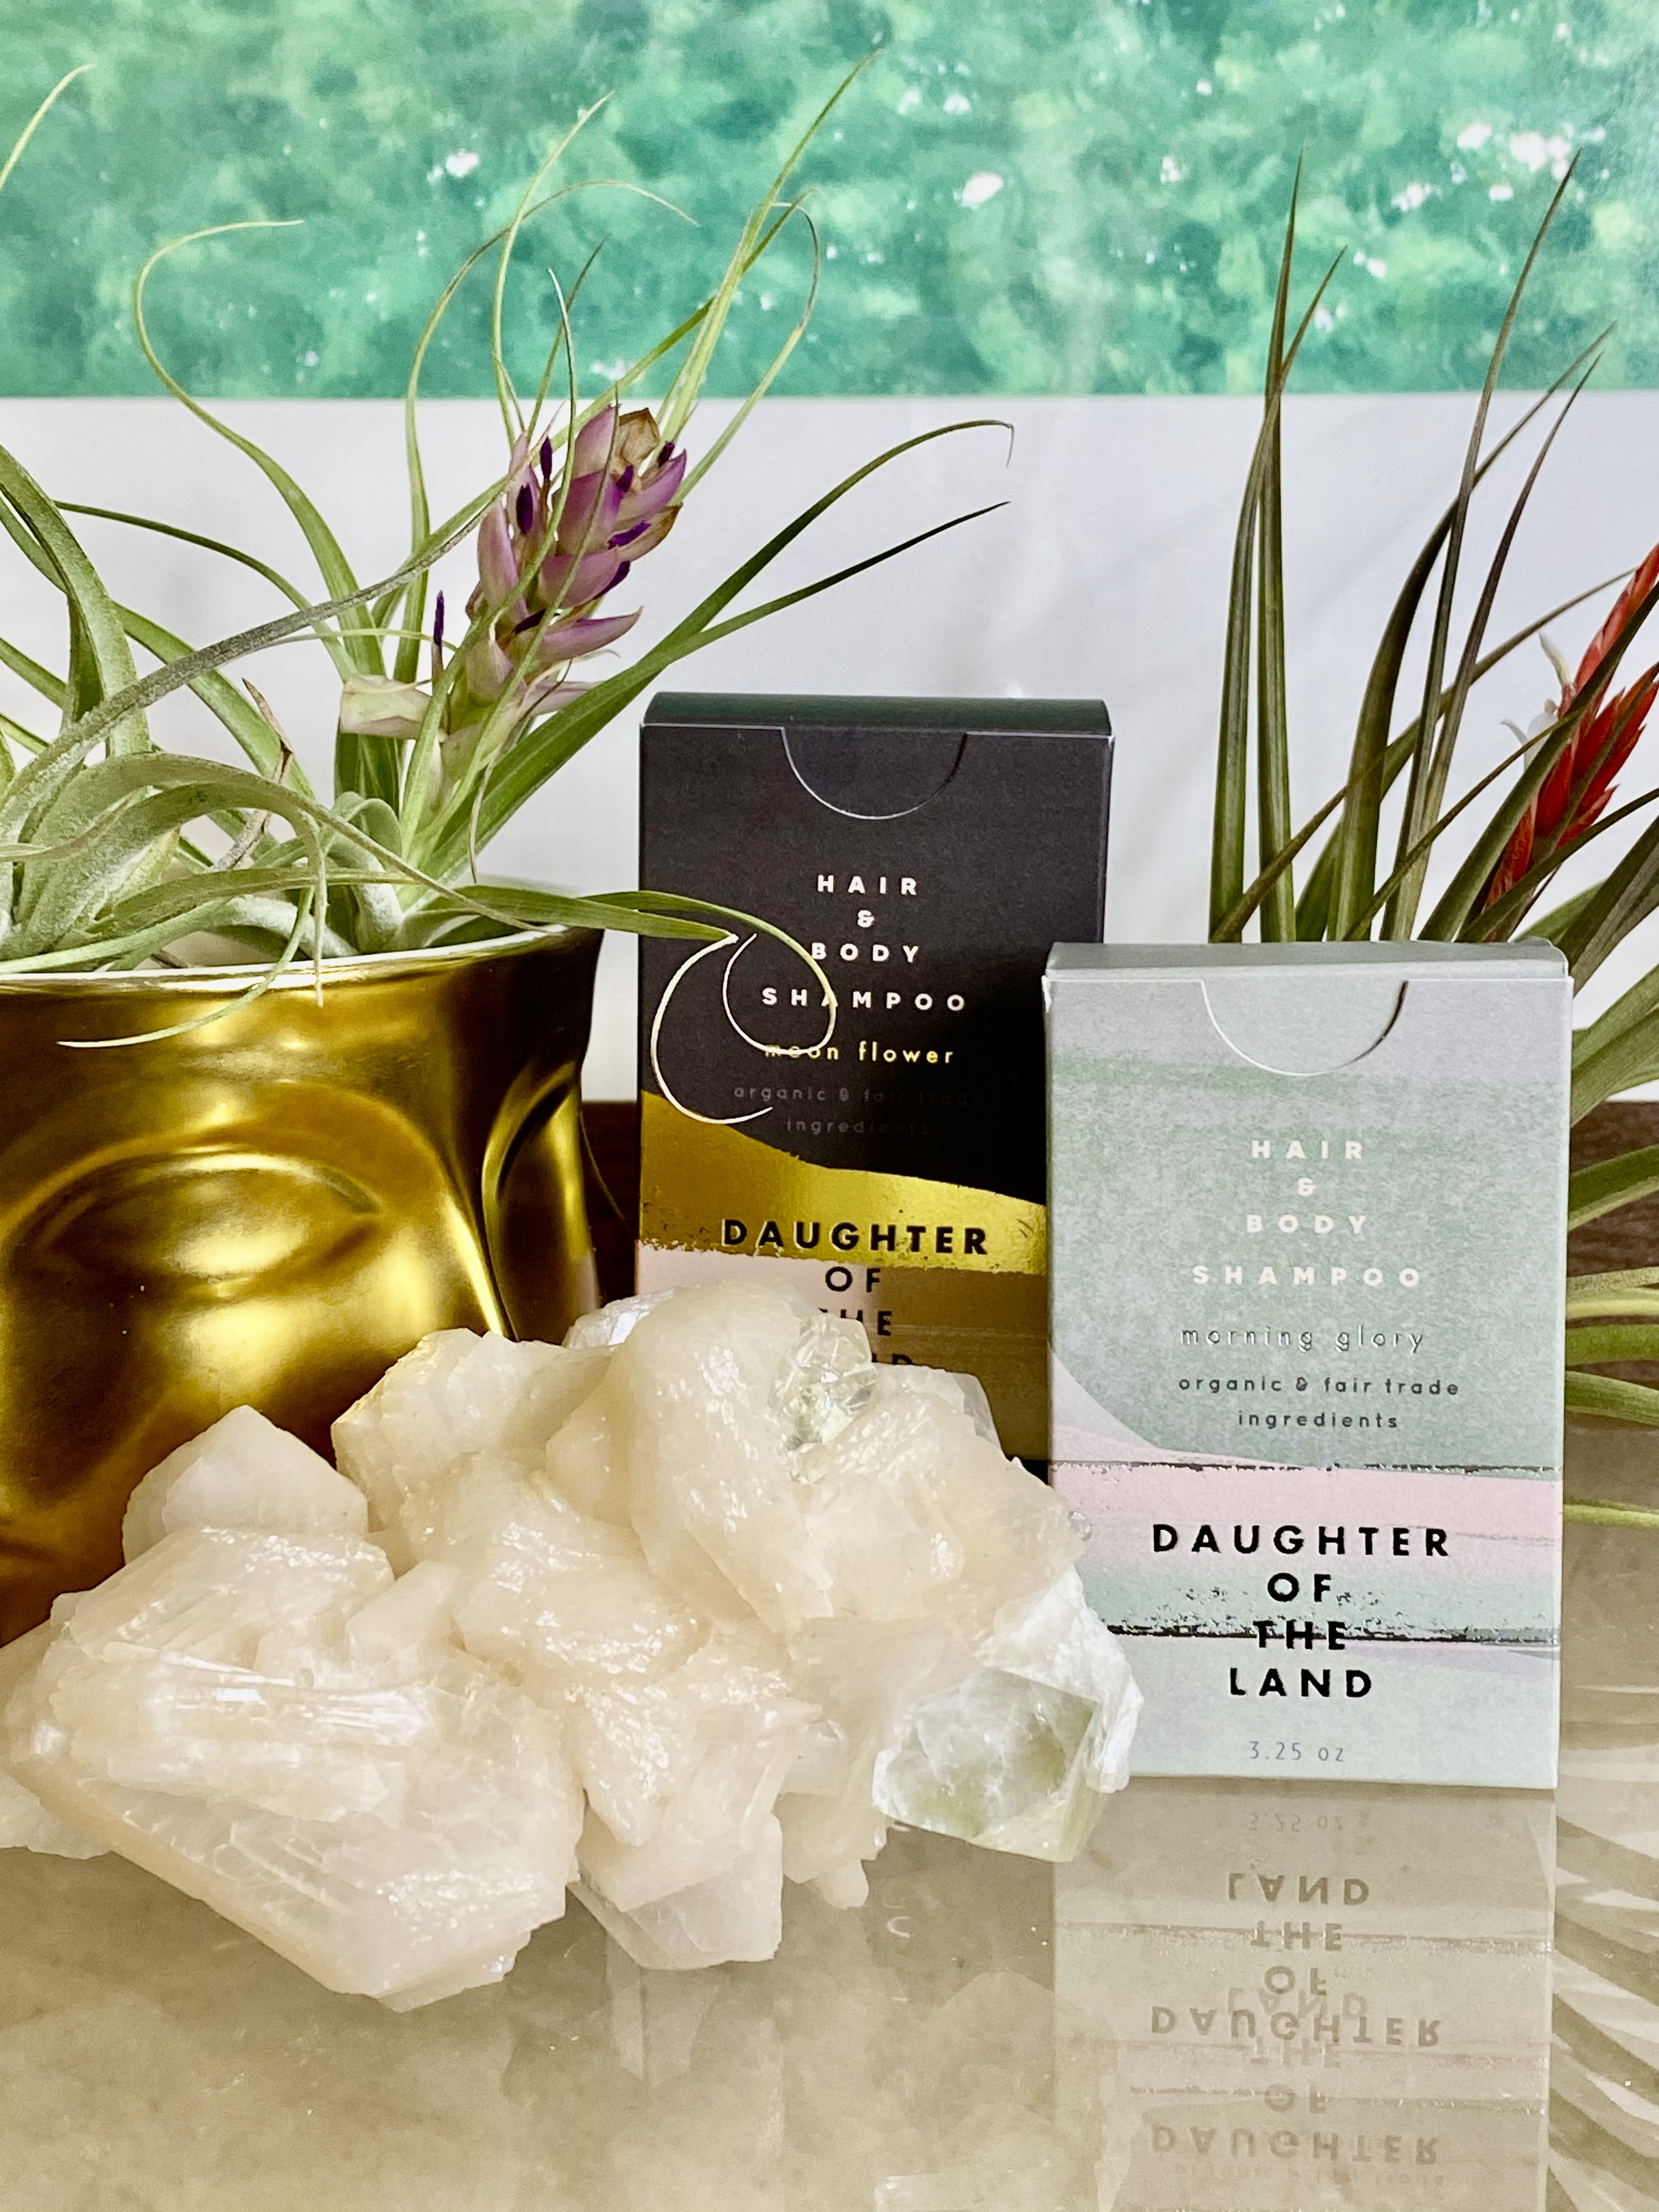 HAIR
&
BODY
SHAMPOO
moon flower
organic & fair trade
ingredients
DAUGHTER
OF
HAIR
&
BODY
SHAMPOO
morning glory
organic & fair trade
ingredients
DAUGHTER
OF
THE
LAND
3.25 oz